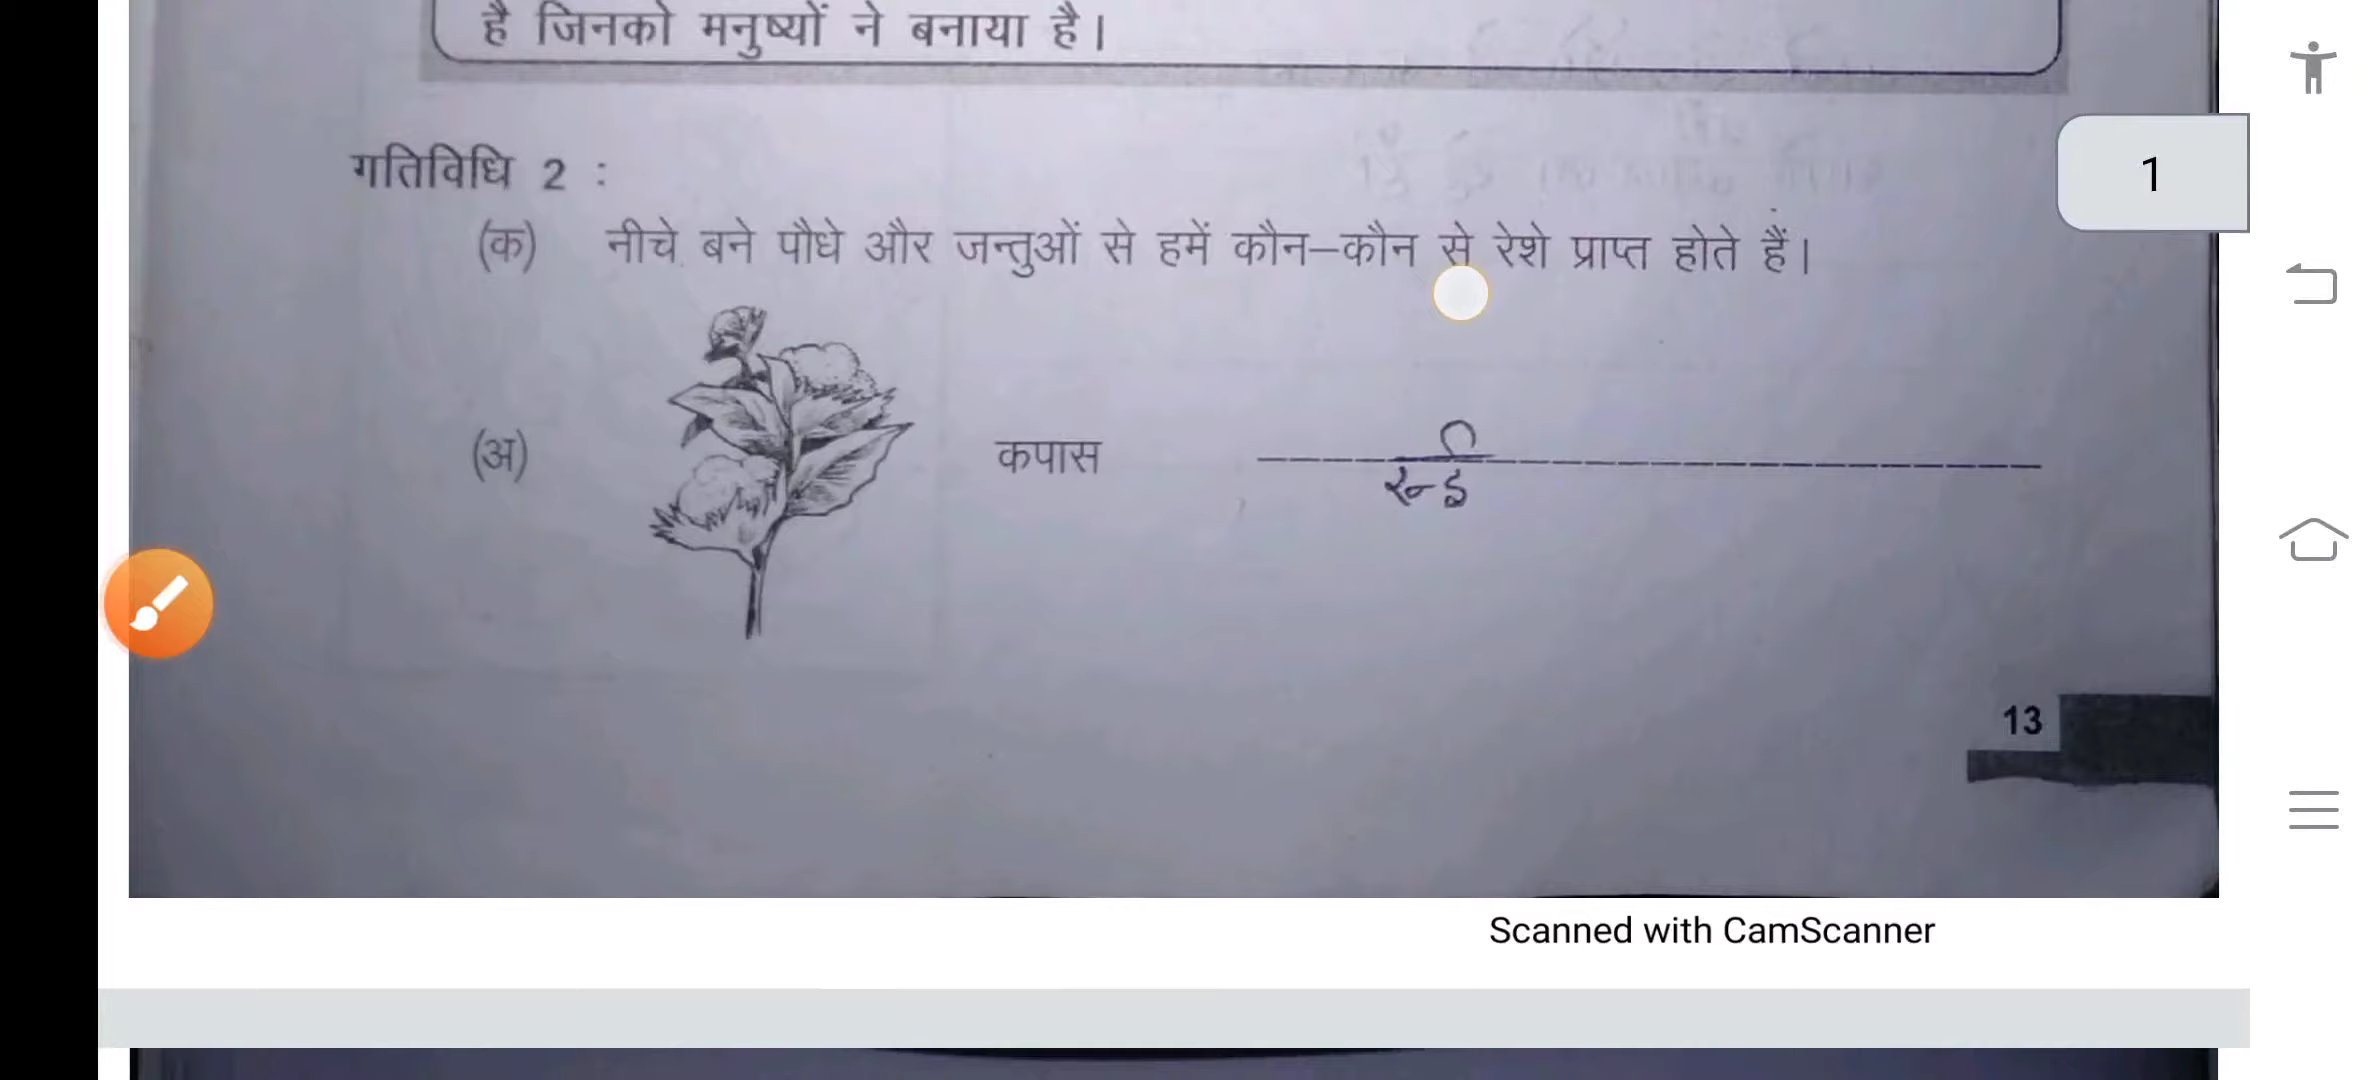 है जिनको मनुष्यों ने बनाया है।
1
गतिविधि 2 :
(क) नीचे बने पौधे और जन्तुओं से हमें कौन–कौन से रेशे प्राप्त होते हैं।
(अ) कपास रूई
13
Scanned with CamScanner